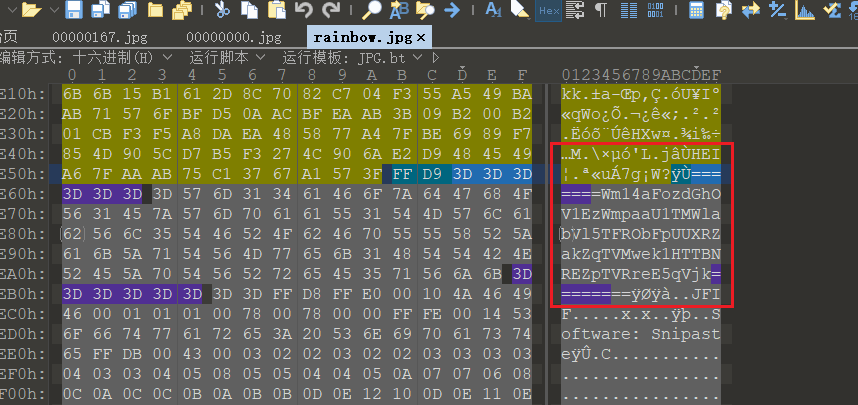 页 00000167.jpg 00000000.jpg rainbow.jpg ×
编辑方式: 十六进制(H) 运行脚本 运行模板: JPG.bt
0 1 2 3 4 5 6 7 8 9 A B C D E F 0123456789ABCDEF
E10h: 6B 6B 15 B1 61 2D 8C 70 82 C7 04 F3 55 A5 49 BA kk.±a-Œp‚Ç.óU¥Iº
E20h: AB 71 57 6F BF D5 0A AC BF EA AB 3B 09 B2 00 B2 «qWo¿Õ.¬¿ê«;.².²
E30h: 01 CB F3 F5 A8 DA EA 48 58 77 A4 7F BE 69 89 F7 .Ëóõ¨ÚêHXw¤.¾i‰÷
E40h: 85 4D 90 5C D7 B5 F3 27 4C 90 6A E2 D9 48 45 49 …M.\×µó'L.jâÙHEI
E50h: A6 7F AA AB 75 C1 37 67 A1 57 3F FF D9 3D 3D 3D ¦.ª«uÁ7g¡W?ÿÙ===
E60h: 3D 3D 3D 3D 57 6D 31 34 61 46 6F 7A 64 47 68 4F ====Wm14aFozdGhO
E70h: 56 31 45 7A 57 6D 70 61 61 55 31 54 4D 57 6C 61 V1EzWmpaaU1TMWla
E80h: 62 56 6C 35 54 46 52 4F 62 46 70 55 55 58 52 5A bVl5TFRObFpUUXRZ
E90h: 61 6B 5A 71 54 56 4D 77 65 6B 31 48 54 54 42 4E akZqTVMwek1HTTBN
EA0h: 52 45 5A 70 54 56 52 72 65 45 35 71 56 6A 6B 3D REZpTVRreE5qVjk=
EB0h: 3D 3D 3D 3D 3D 3D 3D FF D8 FF E0 00 10 4A 46 49 =======ÿØÿà..JFI
EC0h: 46 00 01 01 01 00 78 00 78 00 00 FF FE 00 14 53 F.....x.x..ÿþ..S
ED0h: 6F 66 74 77 61 72 65 3A 20 53 6E 69 70 61 73 74 oftware: Snipast
EE0h: 65 FF DB 00 43 00 03 02 02 03 02 02 03 03 03 03 eÿÛ.C...........
EF0h: 04 03 03 04 05 08 05 05 04 04 05 0A 07 07 06 08 ................
F00h: 0C 0A 0C 0C 0B 0A 0B 0B 0D 0E 12 10 0D 0E 11 0E ................